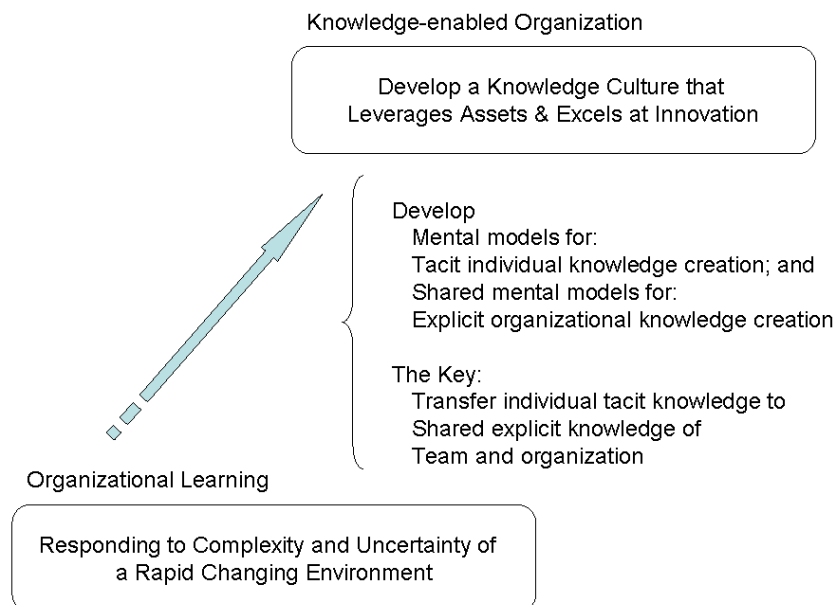 Knowledge-enabled Organization
Develop a Knowledge Culture that
Leverages Assets & Excels at Innovation
Develop
Mental models for:
Tacit individual knowledge creation; and
Shared mental models for:
Explicit organizational knowledge creation
The Key:
Transfer individual tacit knowledge to
Shared explicit knowledge of
Team and organization
Organizational Learning
Responding to Complexity and Uncertainty of
a Rapid Changing Environment